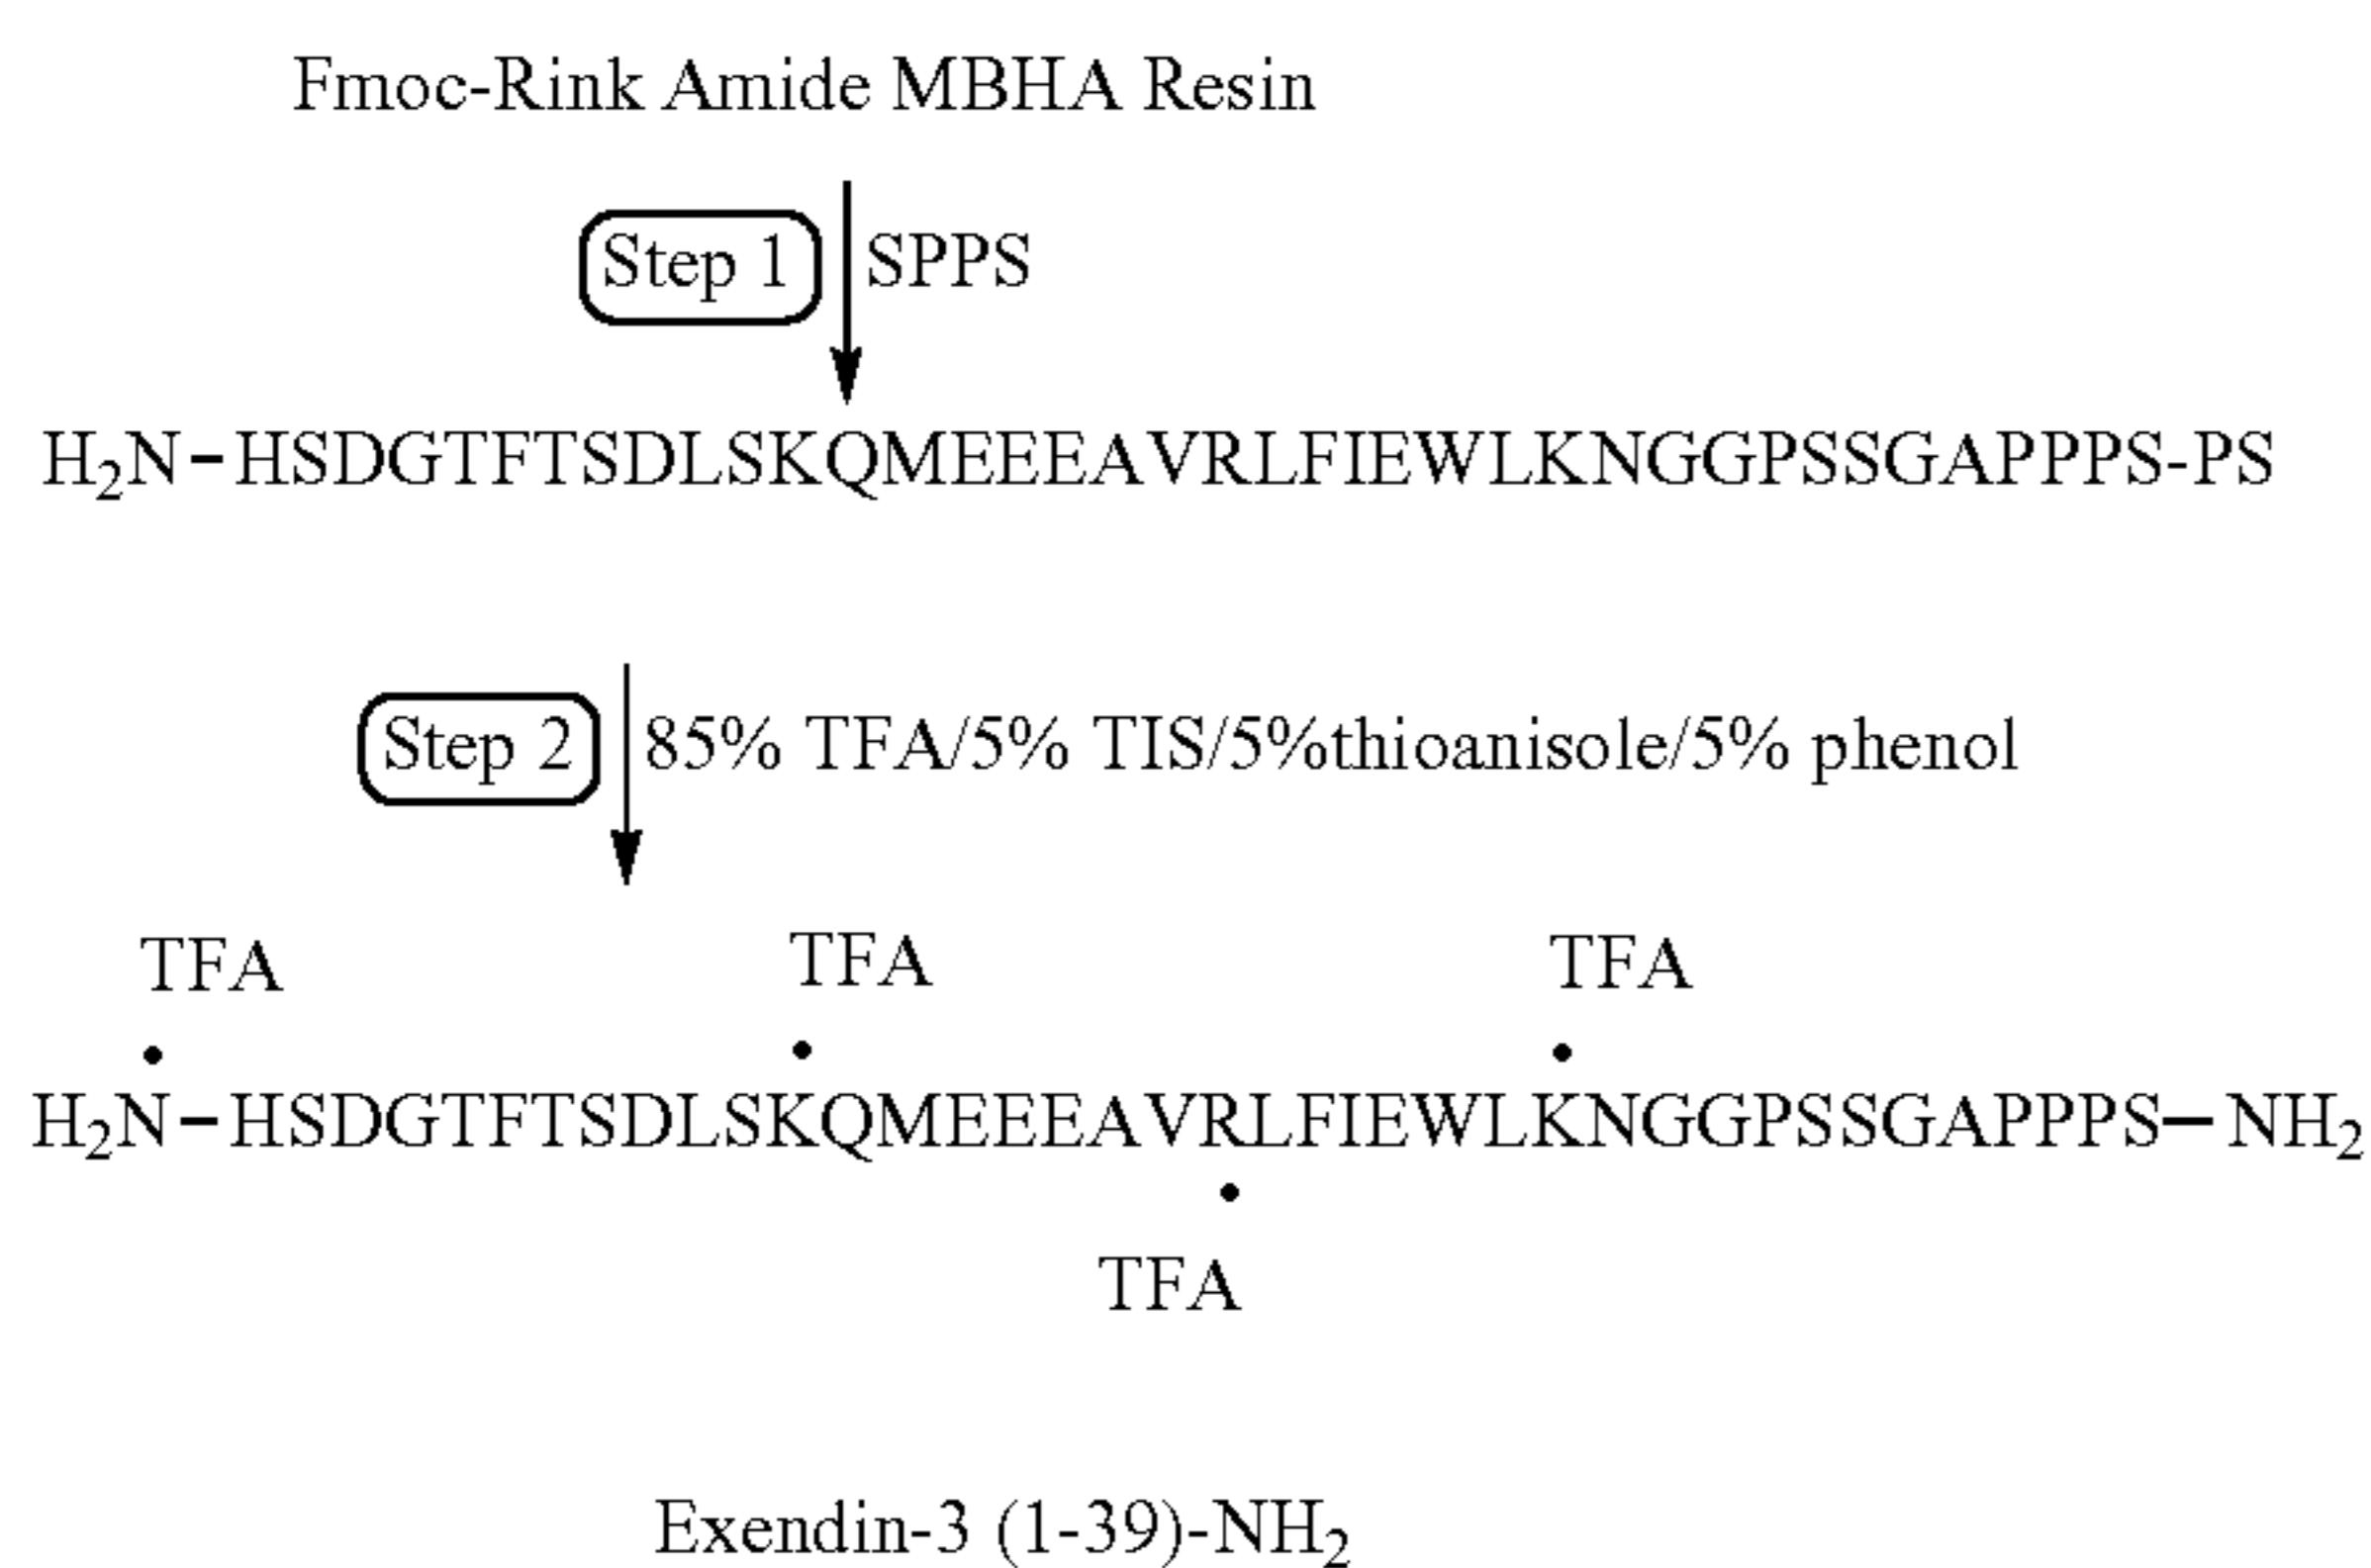 Fmoc-Rink Amide MBHA Resin
Step 1 SPPS
H₂N-HSDGTFTSDLSKQMEEEAVRLFIEWLKNGGPSSGAPPPS-PS
Step 2 85% TFA/5% TIS/5%thioanisole/5% phenol
TFA TFA TFA
H₂N-HSDGTFTSDLSKQMEEEAVRLFIEWLKNGGPSSGAPPPS-NH₂
TFA
Exendin-3 (1-39)-NH₂